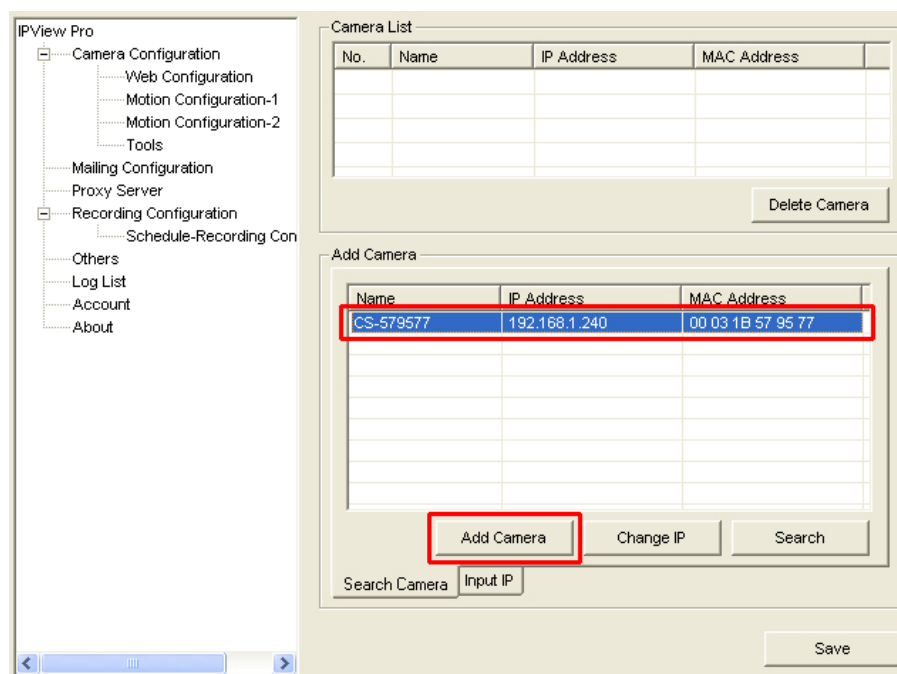 IPView Pro
Camera Configuration
Web Configuration
Motion Configuration-1
Motion Configuration-2
Tools
Mailing Configuration
Proxy Server
Recording Configuration
Schedule-Recording Con
Others
Log List
Account
About
Camera List
No. Name IP Address MAC Address
Delete Camera
Add Camera
Name IP Address MAC Address
CS-579577 192.168.1.240 00 03 1B 57 95 77
Add Camera Change IP Search
Search Camera Input IP
Save